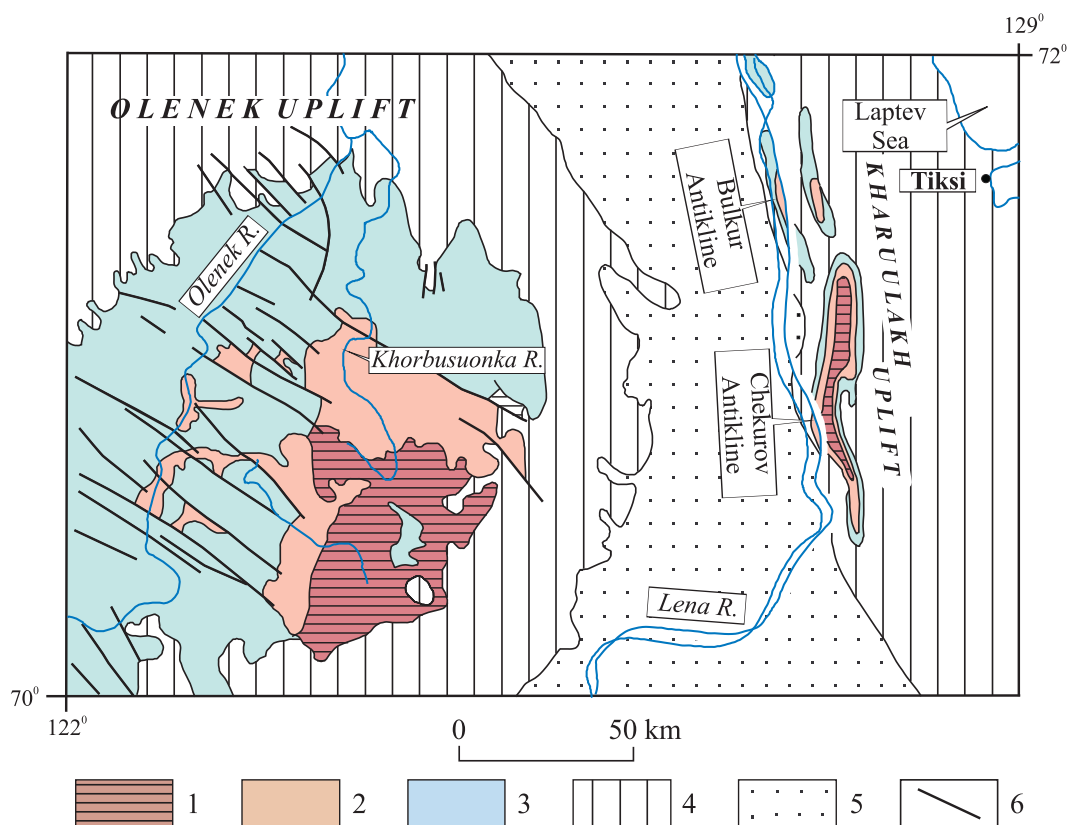 129⁰
72⁰
OLENEK UPLIFT
Laptev
Sea
Tiksi
KHARUULAKH
UPLIFT
Bulkur
Antikline
Olenek R.
Khorbusuonka R.
Chekurov
Antikline
Lena R.
70⁰
122⁰
0 50 km
1 2 3 4 5 6